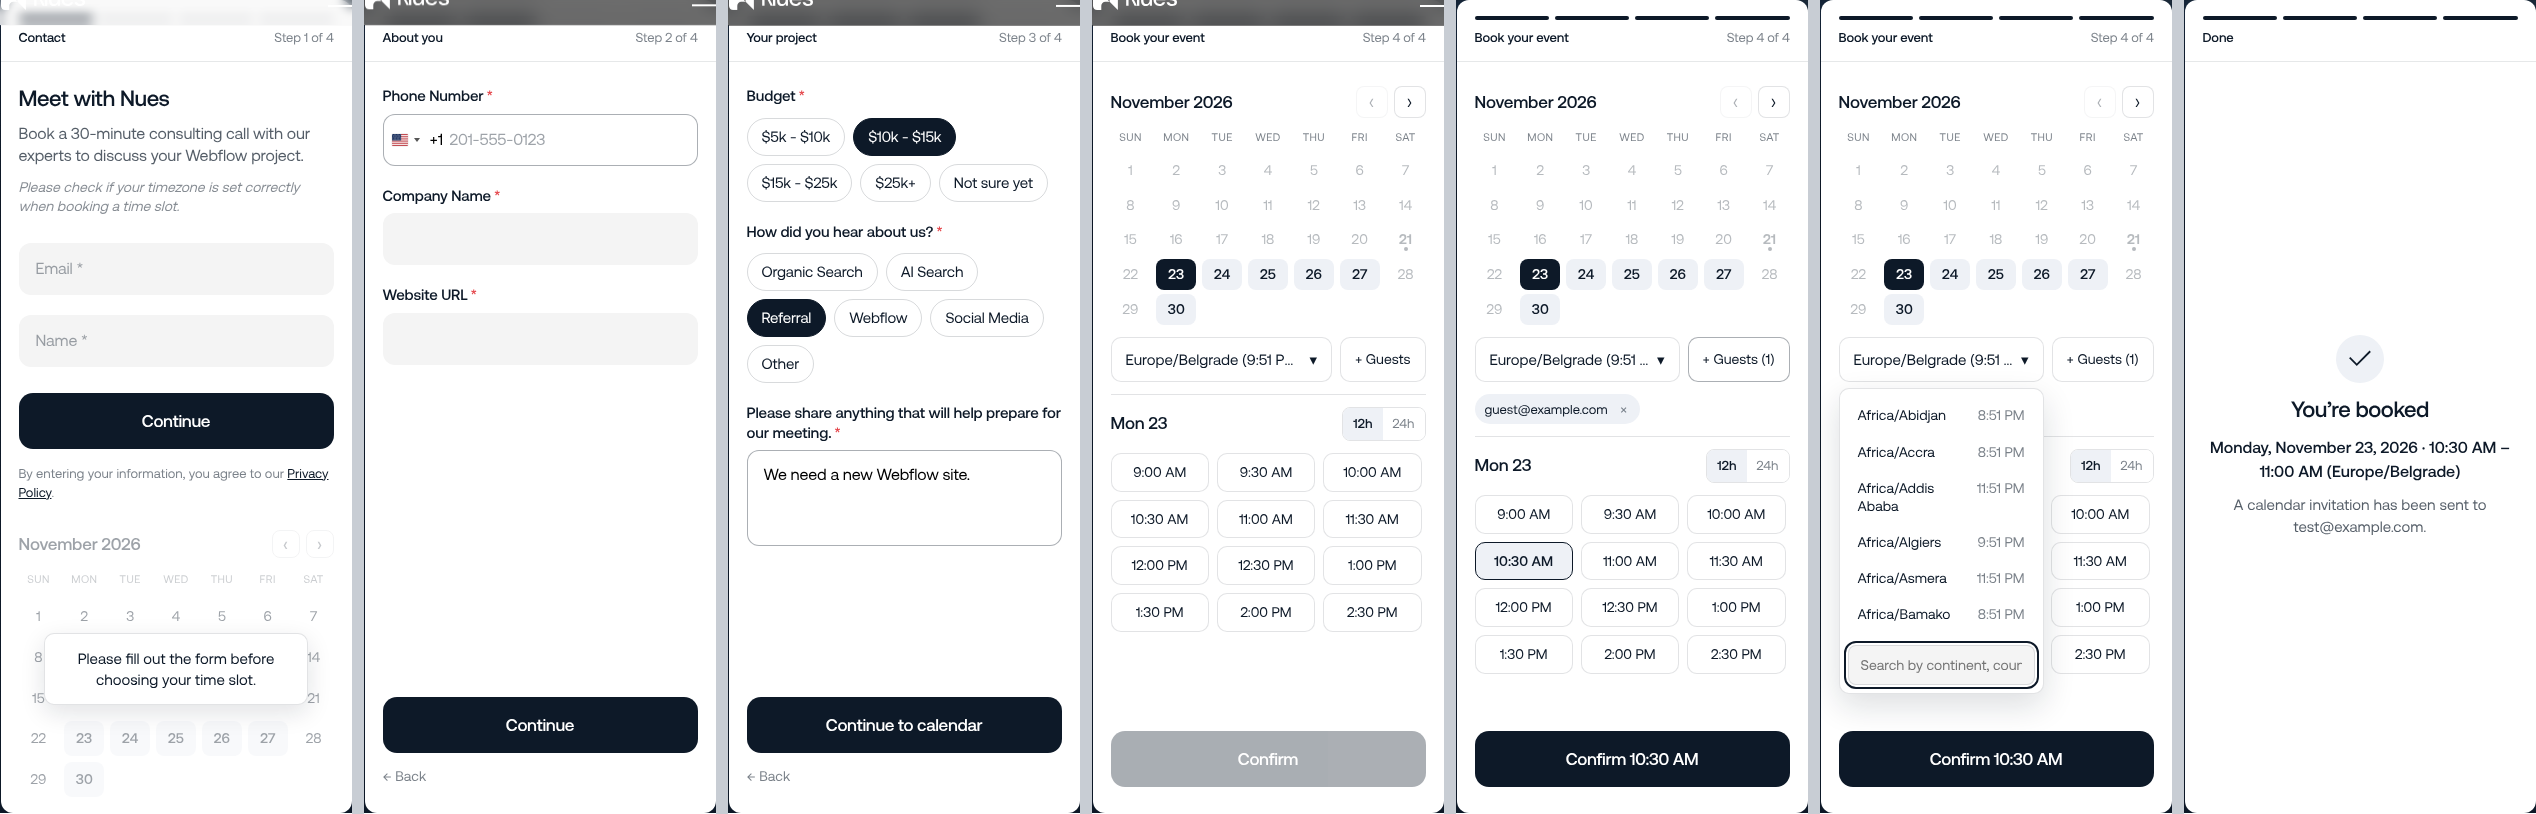 Contact Step 1 of 4
Meet with Nues
Book a 30-minute consulting call with our
experts to discuss your Webflow project.
Please check if your timezone is set correctly
when booking a time slot.
Email *
Name *
Continue
By entering your information, you agree to our Privacy
Policy.
November 2026 ‹ ›
SUN MON TUE WED THU FRI SAT
1 2 3 4 5 6 7
8 14
Please fill out the form before
choosing your time slot.
15 21
22 23 24 25 26 27 28
29 30
Nues
About you Step 2 of 4
Phone Number *
+1 201-555-0123
Company Name *
Website URL *
Continue
← Back
Nues
Your project Step 3 of 4
Budget *
$5k - $10k $10k - $15k
$15k - $25k $25k+ Not sure yet
How did you hear about us? *
Organic Search AI Search
Referral Webflow Social Media
Other
Please share anything that will help prepare for
our meeting. *
We need a new Webflow site.
Continue to calendar
← Back
Nues
Book your event Step 4 of 4
November 2026 ‹ ›
SUN MON TUE WED THU FRI SAT
1 2 3 4 5 6 7
8 9 10 11 12 13 14
15 16 17 18 19 20 21
22 23 24 25 26 27 28
29 30
Europe/Belgrade (9:51 P... ▼ + Guests
Mon 23 12h 24h
9:00 AM 9:30 AM 10:00 AM
10:30 AM 11:00 AM 11:30 AM
12:00 PM 12:30 PM 1:00 PM
1:30 PM 2:00 PM 2:30 PM
Confirm
Book your event Step 4 of 4
November 2026 ‹ ›
SUN MON TUE WED THU FRI SAT
1 2 3 4 5 6 7
8 9 10 11 12 13 14
15 16 17 18 19 20 21
22 23 24 25 26 27 28
29 30
Europe/Belgrade (9:51 ... ▼ + Guests (1)
guest@example.com ×
Mon 23 12h 24h
9:00 AM 9:30 AM 10:00 AM
10:30 AM 11:00 AM 11:30 AM
12:00 PM 12:30 PM 1:00 PM
1:30 PM 2:00 PM 2:30 PM
Confirm 10:30 AM
Book your event Step 4 of 4
November 2026 ‹ ›
SUN MON TUE WED THU FRI SAT
1 2 3 4 5 6 7
8 9 10 11 12 13 14
15 16 17 18 19 20 21
22 23 24 25 26 27 28
29 30
Europe/Belgrade (9:51 ... ▼ + Guests (1)
Africa/Abidjan 8:51 PM
Africa/Accra 8:51 PM
Africa/Addis
Ababa 11:51 PM
Africa/Algiers 9:51 PM
Africa/Asmera 11:51 PM
Africa/Bamako 8:51 PM
Search by continent, cour
12h 24h
10:00 AM
11:30 AM
1:00 PM
2:30 PM
Confirm 10:30 AM
Done
You're booked
Monday, November 23, 2026 · 10:30 AM –
11:00 AM (Europe/Belgrade)
A calendar invitation has been sent to
test@example.com.